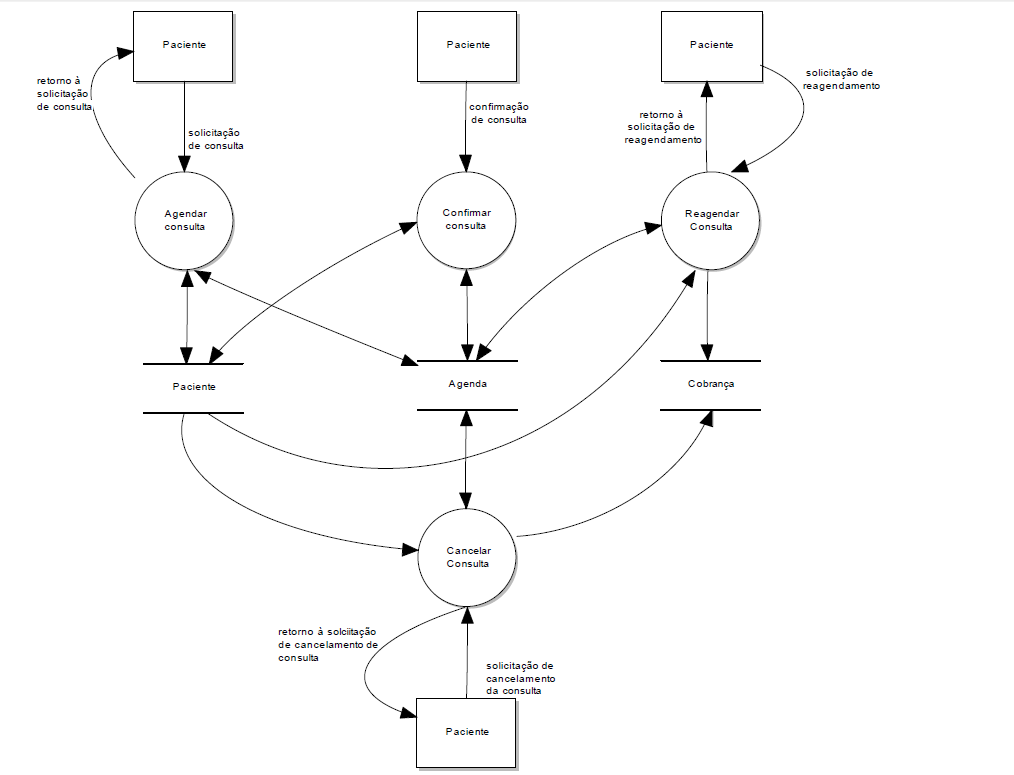 Paciente
Paciente
Paciente
retorno à
solicitação
de consulta
solicitação
de consulta
confirmação
de consulta
retorno à
solicitação de
reagendamento
solicitação de
reagendamento
Agendar
consulta
Confirmar
consulta
Reagendar
Consulta
Paciente
Agenda
Cobrança
Cancelar
Consulta
retorno à solciitação
de cancelamento de
consulta
solicitação de
cancelamento
da consulta
Paciente